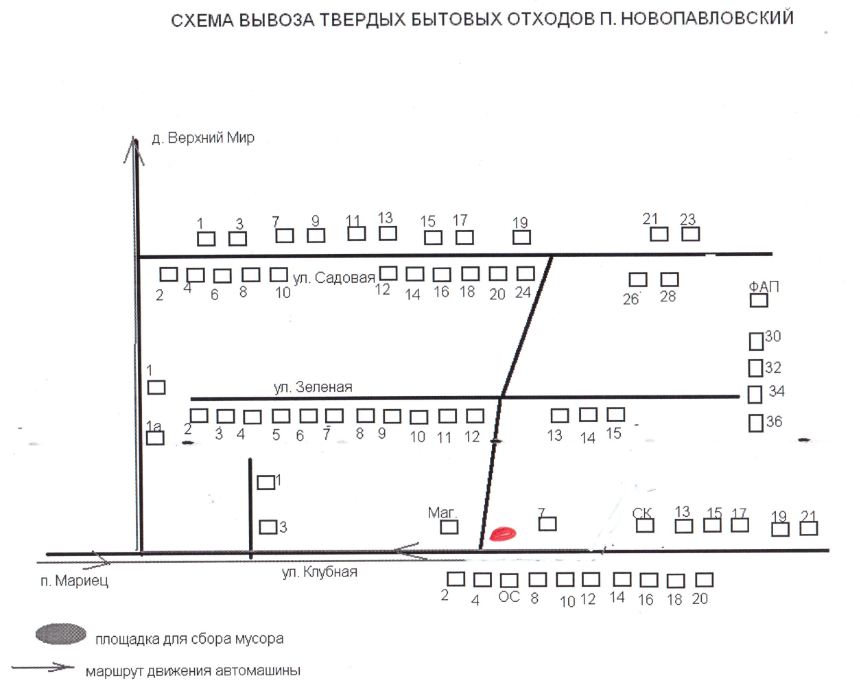 СХЕМА ВЫВОЗА ТВЕРДЫХ БЫТОВЫХ ОТХОДОВ П. НОВОПАВЛОВСКИЙ
д. Верхний Мир
1 3 7 9 11 13 15 17 19 21 23
ул. Садовая
2 4 6 8 10 12 14 16 18 20 24 26 28
ФАП
30
32
34
36
1
1а
ул. Зеленая
2 3 4 5 6 7 8 9 10 11 12 13 14 15
1
3
Маг. 7 СК 13 15 17 19 21
п. Мариец
ул. Клубная
2 4 ОС 8 10 12 14 16 18 20
площадка для сбора мусора
маршрут движения автомашины